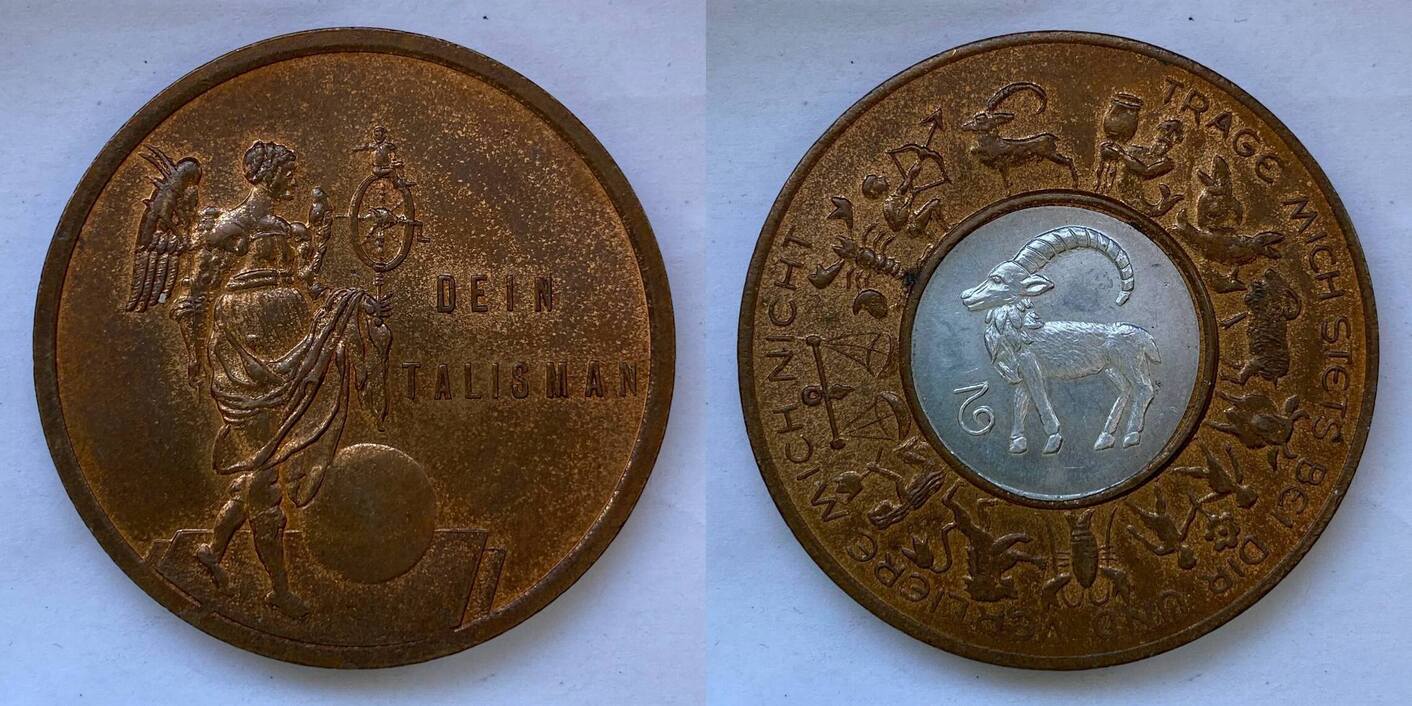 DEIN
TALISMAN
TRAGE MICH STETS BEI DIR UND VERLIERE MICH NICHT